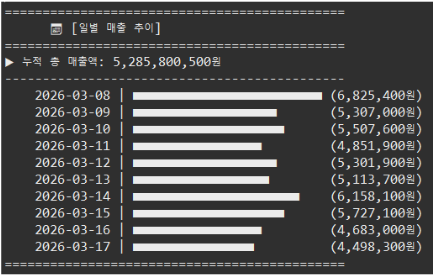 =============================================
📅 [일별 매출 추이]
=============================================
▶ 누적 총 매출액: 5,285,800,500원
---------------------------------------------
2026-03-08 | (6,825,400원)
2026-03-09 | (5,307,000원)
2026-03-10 | (5,507,600원)
2026-03-11 | (4,851,900원)
2026-03-12 | (5,301,900원)
2026-03-13 | (5,113,700원)
2026-03-14 | (6,158,100원)
2026-03-15 | (5,727,100원)
2026-03-16 | (4,683,000원)
2026-03-17 | (4,498,300원)
=============================================